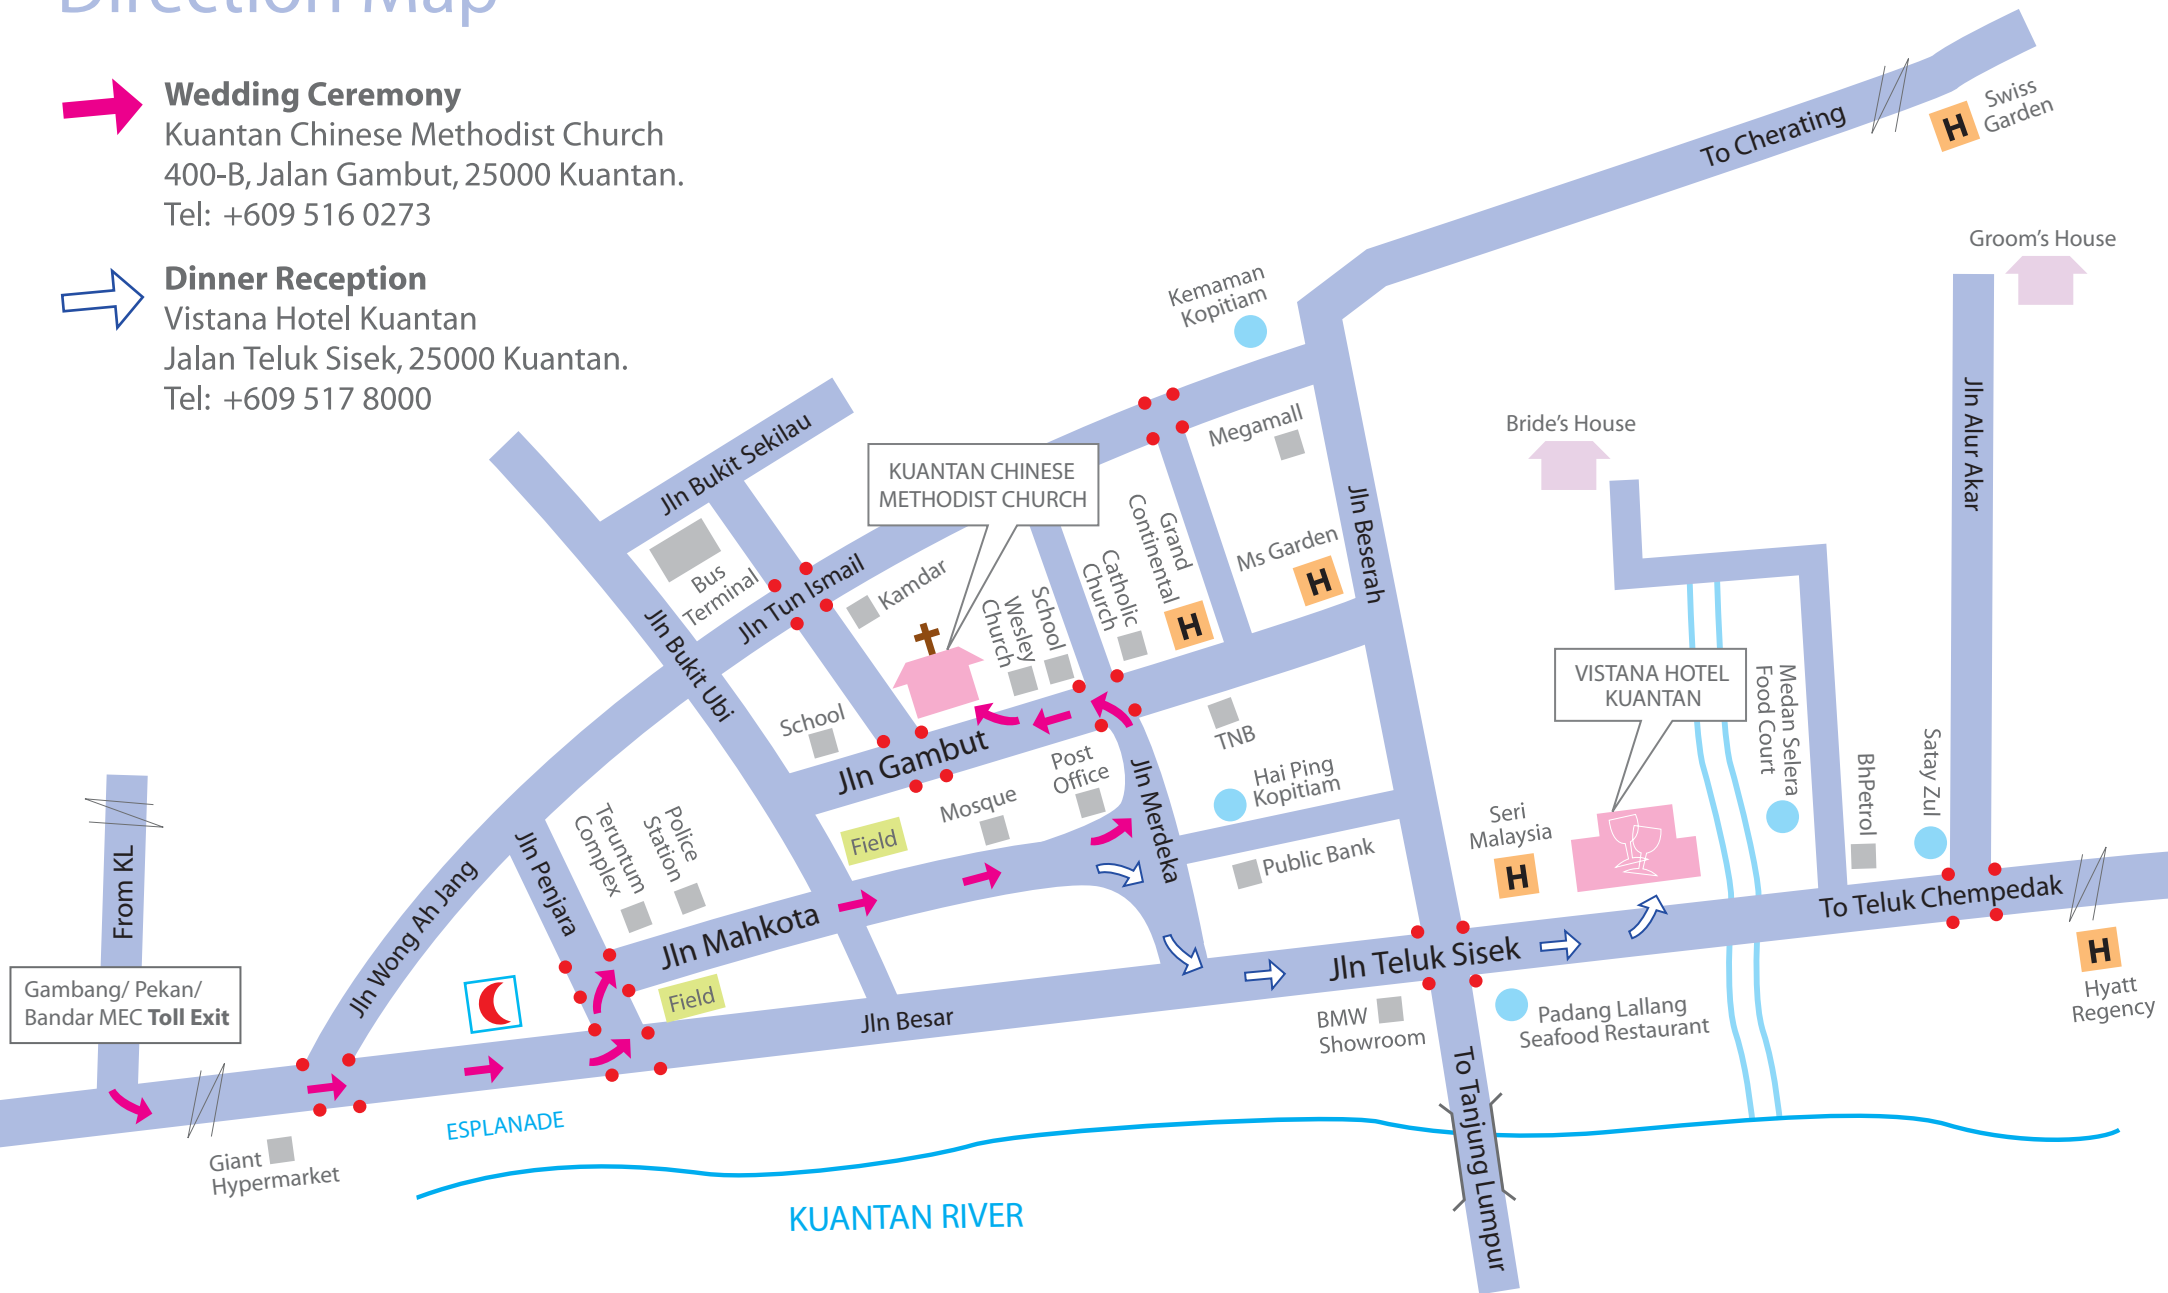 Direction Map
Wedding Ceremony
Kuantan Chinese Methodist Church
400-B, Jalan Gambut, 25000 Kuantan.
Tel: +609 516 0273
Dinner Reception
Vistana Hotel Kuantan
Jalan Teluk Sisek, 25000 Kuantan.
Tel: +609 517 8000
To Cherating
H
Swiss
Garden
Groom's House
Kemaman
Kopitiam
Jln Bukit Sekilau
KUANTAN CHINESE
METHODIST CHURCH
Megamall
Bride's House
Jln Alur Akar
Bus
Terminal
Jln Tun Ismail
Kamdar
Grand
Continental
H
Catholic
Church
School
Wesley
Church
Ms Garden
H
Jln Beserah
Jln Bukit Ubi
School
Jln Gambut
TNB
VISTANA HOTEL
KUANTAN
Medan Selera
Food Court
Post
Office
Mosque
Field
Jln Merdeka
Hai Ping
Kopitiam
Public Bank
Seri
Malaysia
H
BhPetrol
Satay Zul
From KL
Jln Wong Ah Jang
Jln Penjara
Teruntum
Complex
Police
Station
Jln Mahkota
Field
Gambang/ Pekan/
Bandar MEC Toll Exit
Jln Besar
Jln Teluk Sisek
To Teluk Chempedak
H
Hyatt
Regency
BMW
Showroom
Padang Lallang
Seafood Restaurant
To Tanjung Lumpur
ESPLANADE
Giant
Hypermarket
KUANTAN RIVER